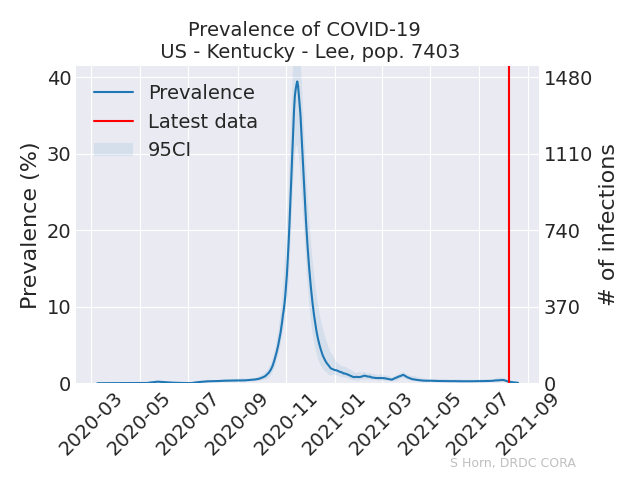 Prevalence of COVID-19
US - Kentucky - Lee, pop. 7403
Prevalence
Latest data
95CI
Prevalence (%)
40
30
20
10
0
# of infections
1480
1110
740
370
0
2020-03
2020-05
2020-07
2020-09
2020-11
2021-01
2021-03
2021-05
2021-07
2021-09
S Horn, DRDC CORA